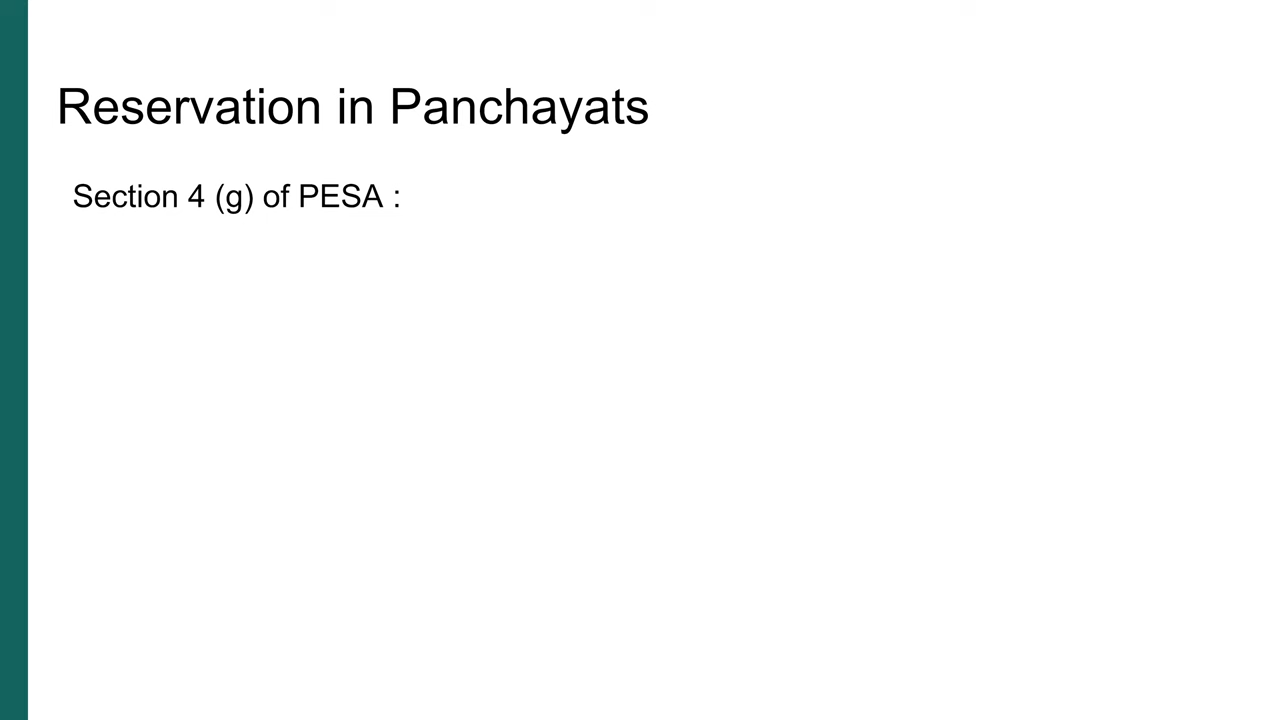 Reservation in Panchayats
Section 4 (g) of PESA :